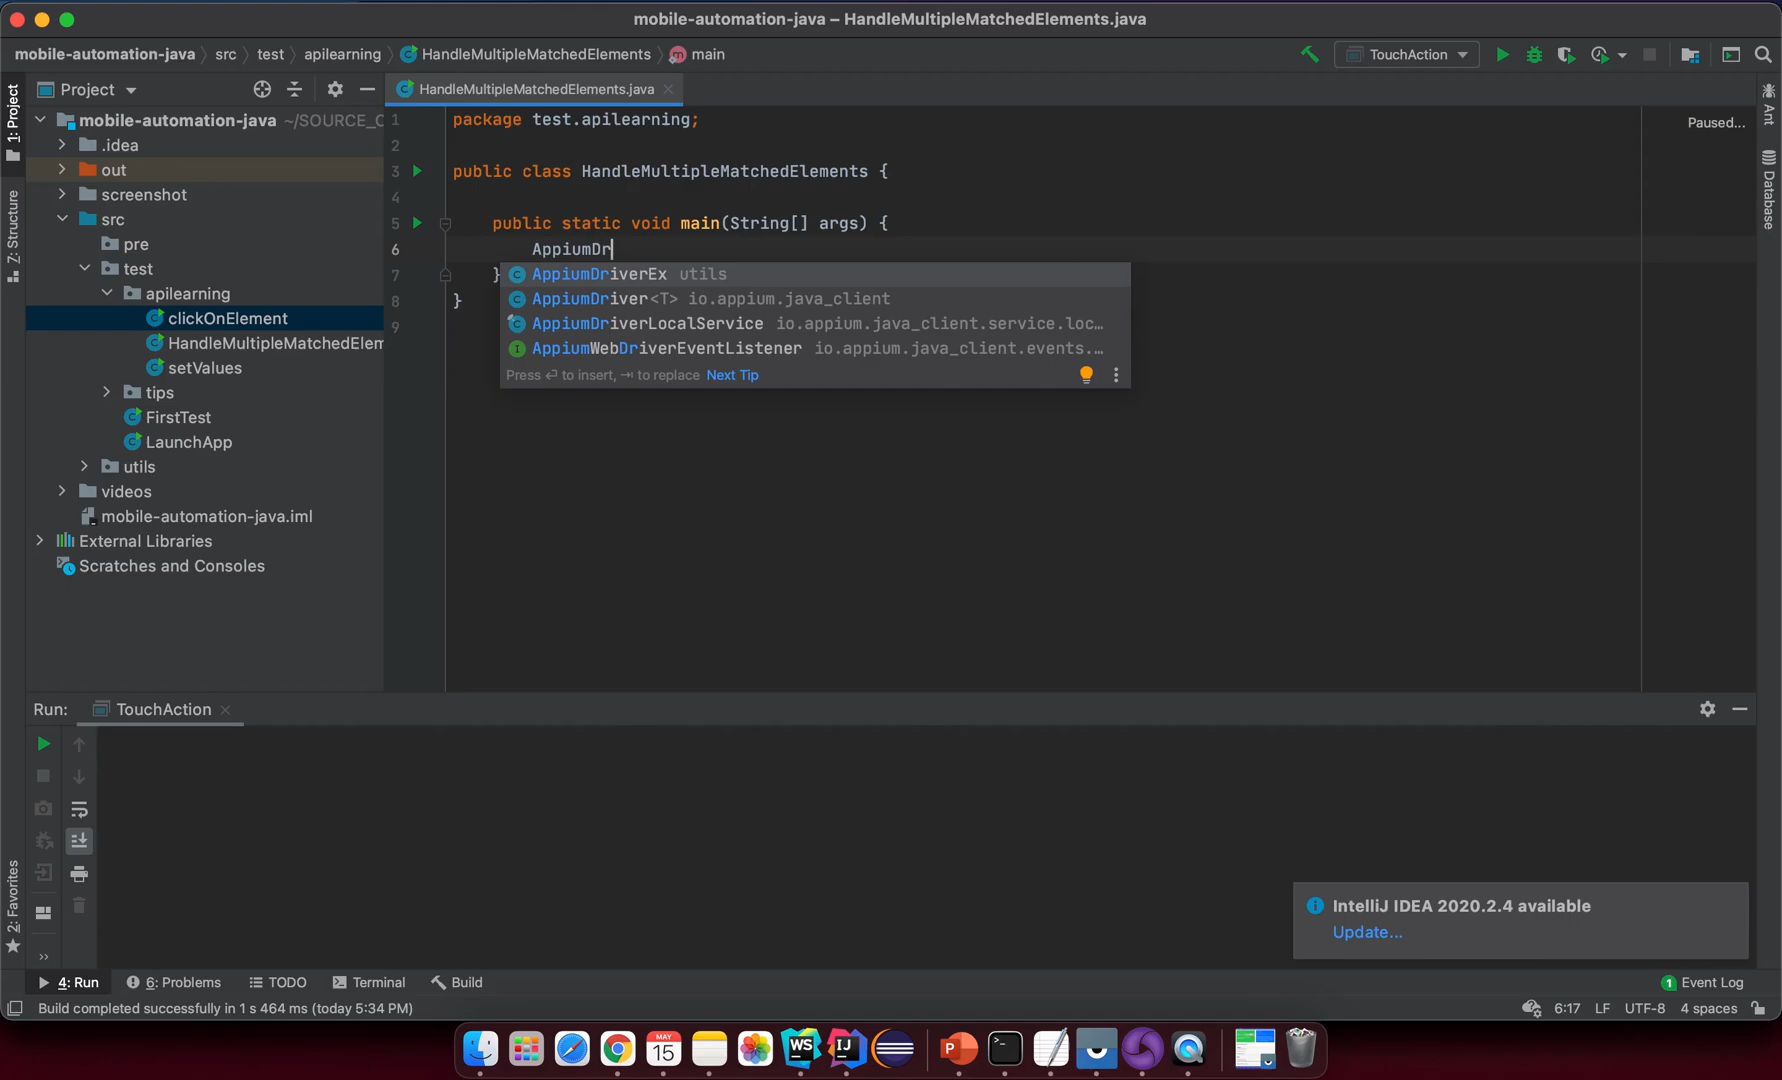 mobile-automation-java – HandleMultipleMatchedElements.java
mobile-automation-java src test apilearning HandleMultipleMatchedElements main
TouchAction
Project
HandleMultipleMatchedElements.java
1: Project
Z: Structure
2: Favorites
Ant
Database
mobile-automation-java ~/SOURCE_C
.idea
out
screenshot
src
pre
test
apilearning
clickOnElement
HandleMultipleMatchedElem
setValues
tips
FirstTest
LaunchApp
utils
videos
mobile-automation-java.iml
External Libraries
Scratches and Consoles
Paused...
1 package test.apilearning;
2
3 public class HandleMultipleMatchedElements {
4
5 public static void main(String[] args) {
6 AppiumDr
7 }
8 }
9
AppiumDriverEx utils
AppiumDriver<T> io.appium.java_client
AppiumDriverLocalService io.appium.java_client.service.loc...
AppiumWebDriverEventListener io.appium.java_client.events....
Press ⏎ to insert, ⇥ to replace Next Tip
Run: TouchAction
IntelliJ IDEA 2020.2.4 available
Update...
4: Run 6: Problems TODO Terminal Build
1 Event Log
Build completed successfully in 1 s 464 ms (today 5:34 PM)
6:17 LF UTF-8 4 spaces
MAY
15
WS
IJ
P